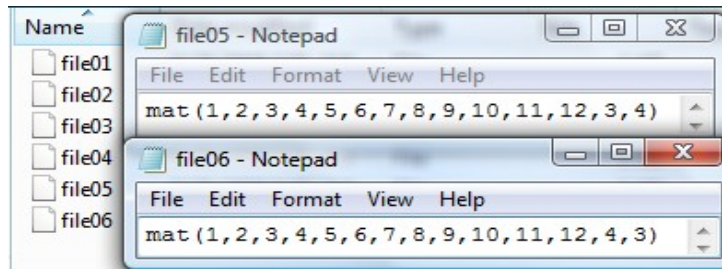 Name
file01
file02
file03
file04
file05
file06
file05 - Notepad
File Edit Format View Help
mat(1,2,3,4,5,6,7,8,9,10,11,12,3,4)
file06 - Notepad
File Edit Format View Help
mat(1,2,3,4,5,6,7,8,9,10,11,12,4,3)